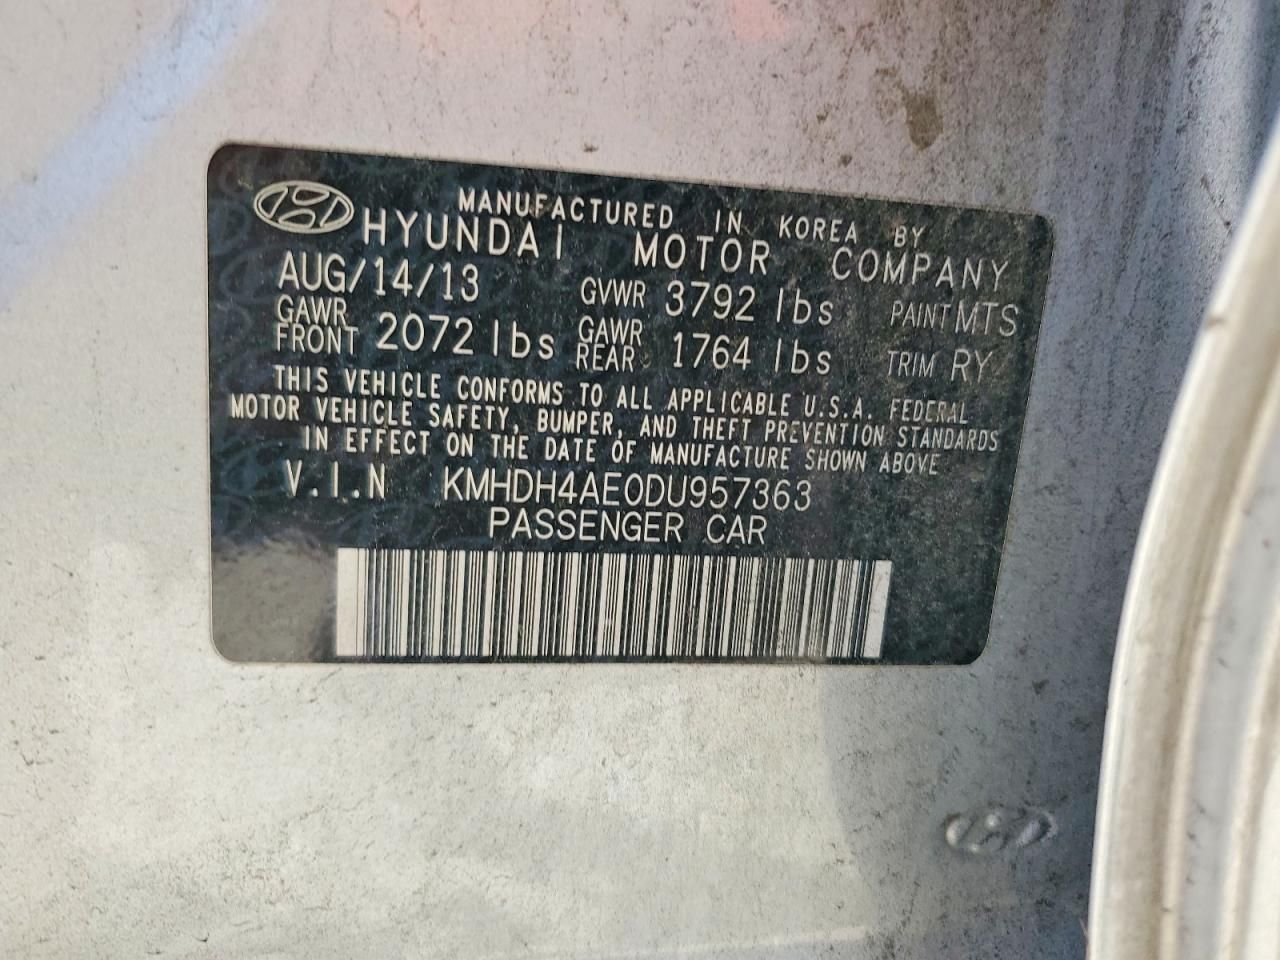 MANUFACTURED IN KOREA BY
HYUNDAI MOTOR COMPANY
AUG/14/13 GVWR 3792 lbs PAINT MTS
GAWR FRONT 2072 lbs GAWR REAR 1764 lbs TRIM RY
THIS VEHICLE CONFORMS TO ALL APPLICABLE U.S.A. FEDERAL
MOTOR VEHICLE SAFETY, BUMPER, AND THEFT PREVENTION STANDARDS
IN EFFECT ON THE DATE OF MANUFACTURE SHOWN ABOVE
V.I.N KMHDH4AE0DU957363
PASSENGER CAR